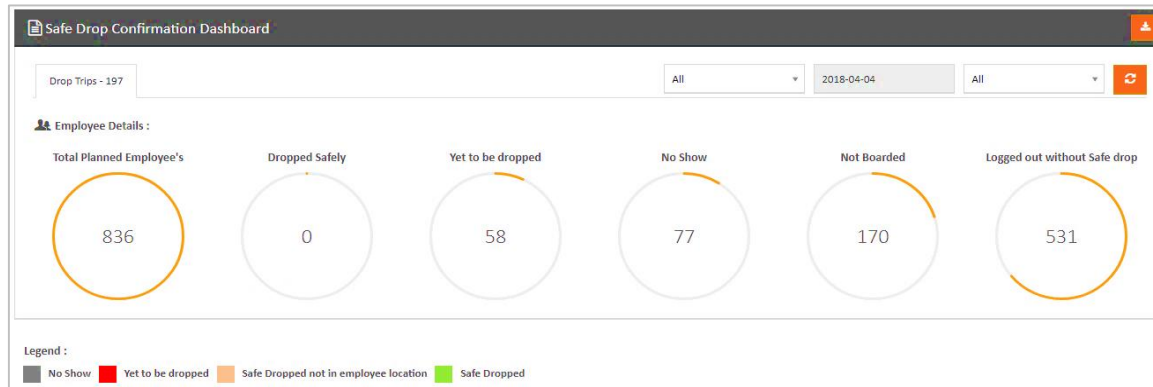 Safe Drop Confirmation Dashboard
Drop Trips - 197
All
2018-04-04
All
Employee Details :
Total Planned Employee's
Dropped Safely
Yet to be dropped
No Show
Not Boarded
Logged out without Safe drop
836
0
58
77
170
531
Legend :
No Show
Yet to be dropped
Safe Dropped not in employee location
Safe Dropped